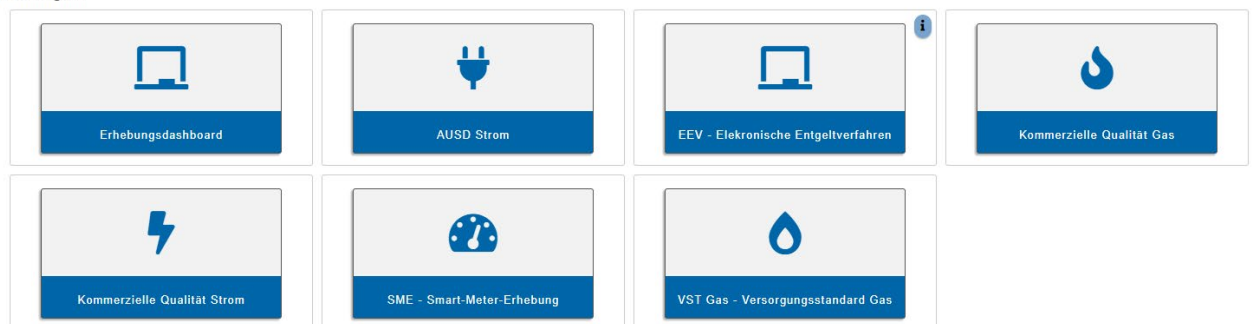 Erhebungsdashboard
AUSD Strom
EEV - Elekronische Entgeltverfahren
i
Kommerzielle Qualität Gas
Kommerzielle Qualität Strom
SME - Smart-Meter-Erhebung
VST Gas - Versorgungsstandard Gas